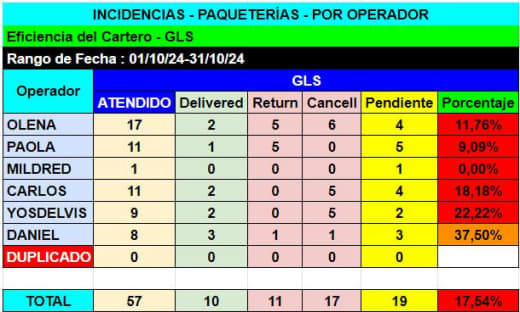 INCIDENCIAS - PAQUETERÍAS - POR OPERADOR
Eficiencia del Cartero - GLS
Rango de Fecha : 01/10/24-31/10/24
Operador GLS
ATENDIDO Delivered Return Cancell Pendiente Porcentaje
OLENA 17 2 5 6 4 11,76%
PAOLA 11 1 5 0 5 9,09%
MILDRED 1 0 0 0 1 0,00%
CARLOS 11 2 0 5 4 18,18%
YOSDELVIS 9 2 0 5 2 22,22%
DANIEL 8 3 1 1 3 37,50%
DUPLICADO 0 0 0 0 0
TOTAL 57 10 11 17 19 17,54%